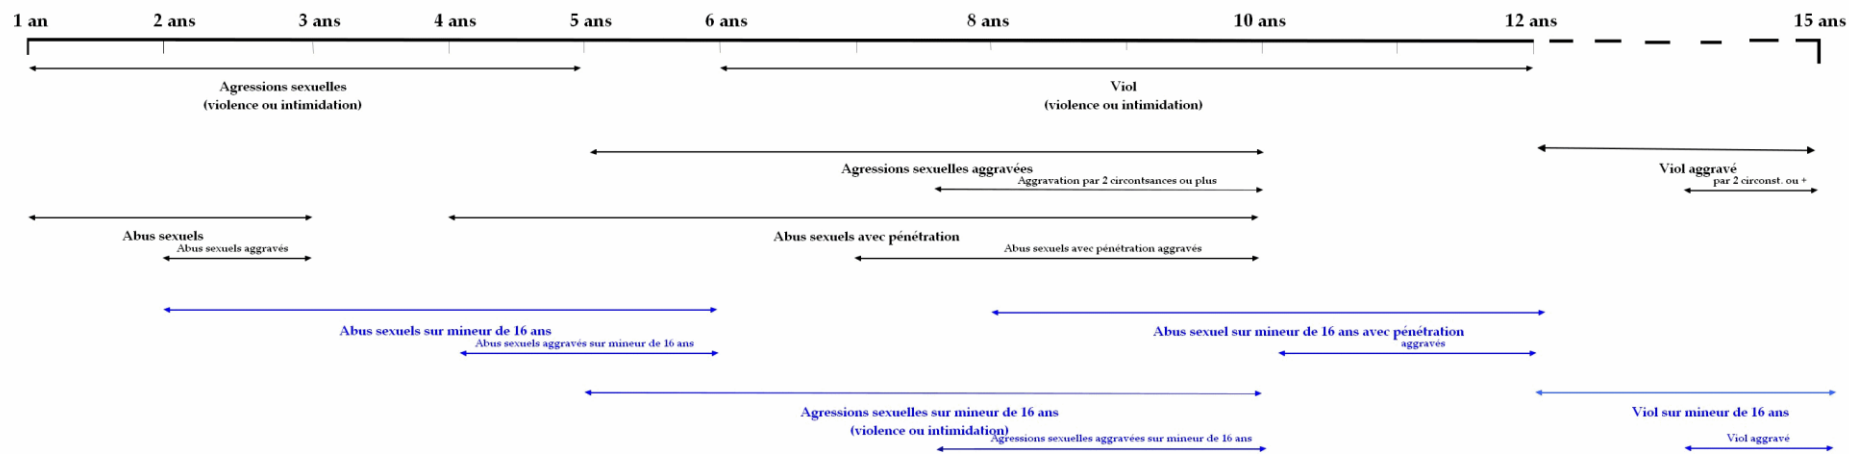 1 an 2 ans 3 ans 4 ans 5 ans 6 ans 8 ans 10 ans 12 ans 15 ans
Agressions sexuelles
(violence ou intimidation)
Viol
(violence ou intimidation)
Agressions sexuelles aggravées
Aggravation par 2 circontsances ou plus
Viol aggravé
par 2 circonst. ou +
Abus sexuels
Abus sexuels aggravés
Abus sexuels avec pénétration
Abus sexuels avec pénétration aggravés
Abus sexuels sur mineur de 16 ans
Abus sexuels aggravés sur mineur de 16 ans
Abus sexuel sur mineur de 16 ans avec pénétration
aggravés
Agressions sexuelles sur mineur de 16 ans
(violence ou intimidation)
Agressions sexuelles aggravées sur mineur de 16 ans
Viol sur mineur de 16 ans
Viol aggravé